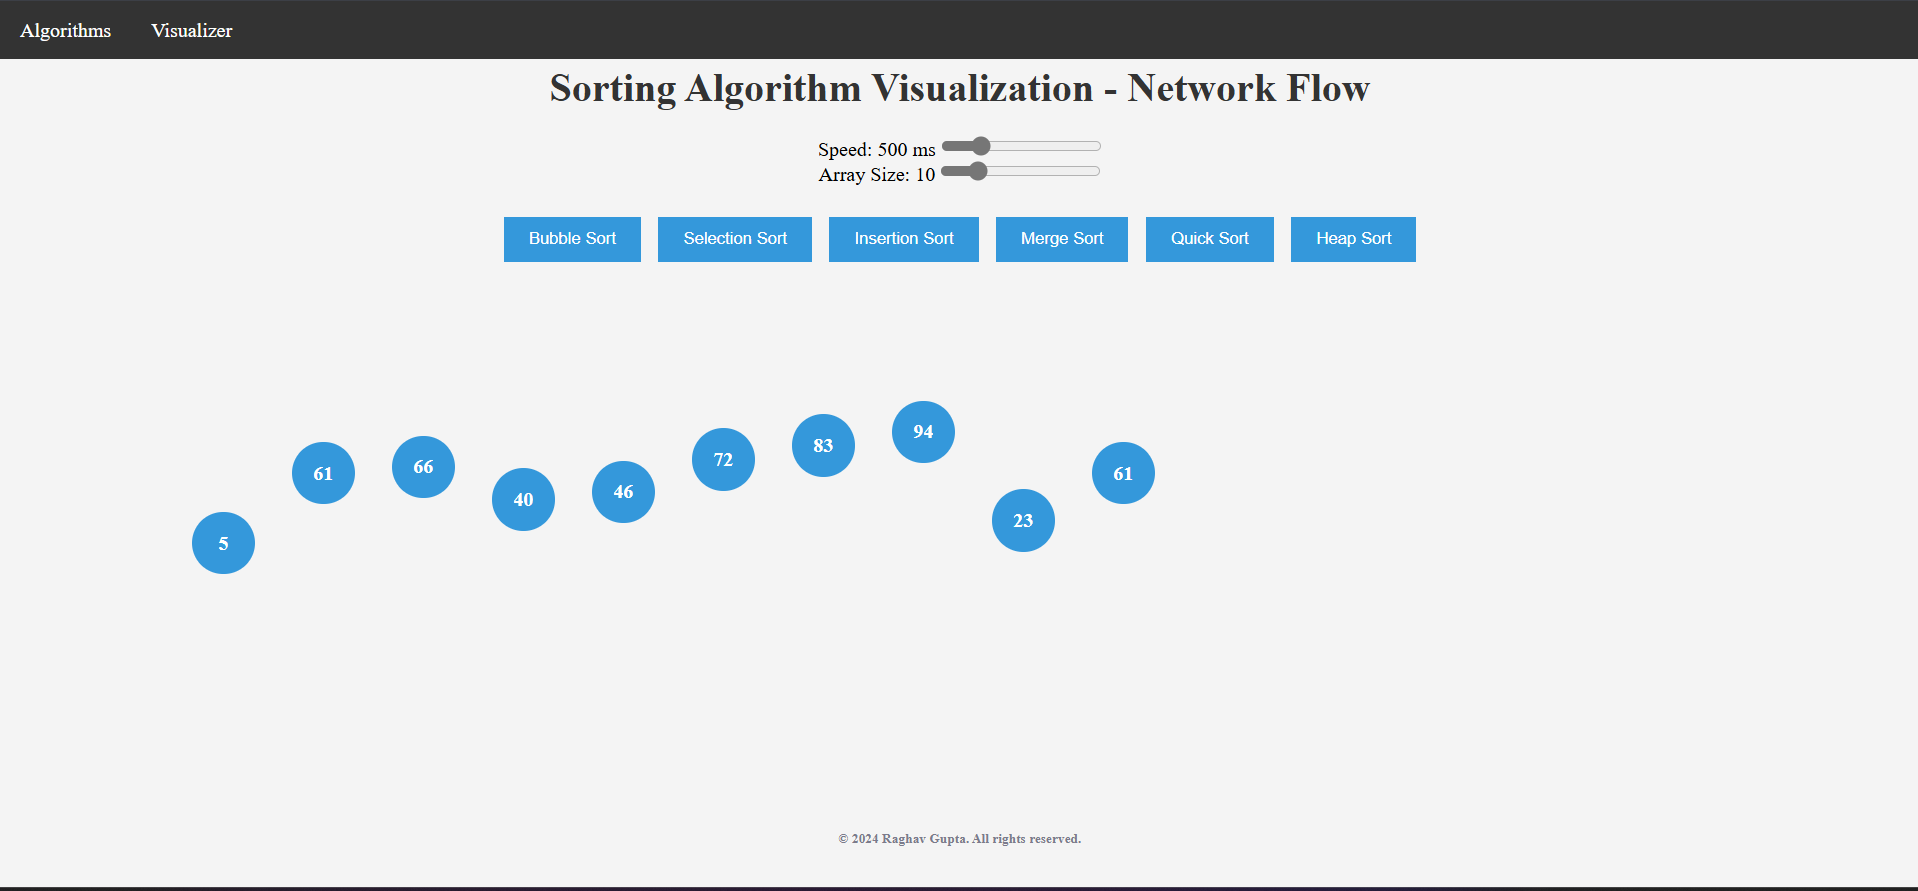 Algorithms Visualizer
Sorting Algorithm Visualization - Network Flow
Speed: 500 ms
Array Size: 10
Bubble Sort Selection Sort Insertion Sort Merge Sort Quick Sort Heap Sort
5 61 66 40 46 72 83 94 23 61
© 2024 Raghav Gupta. All rights reserved.